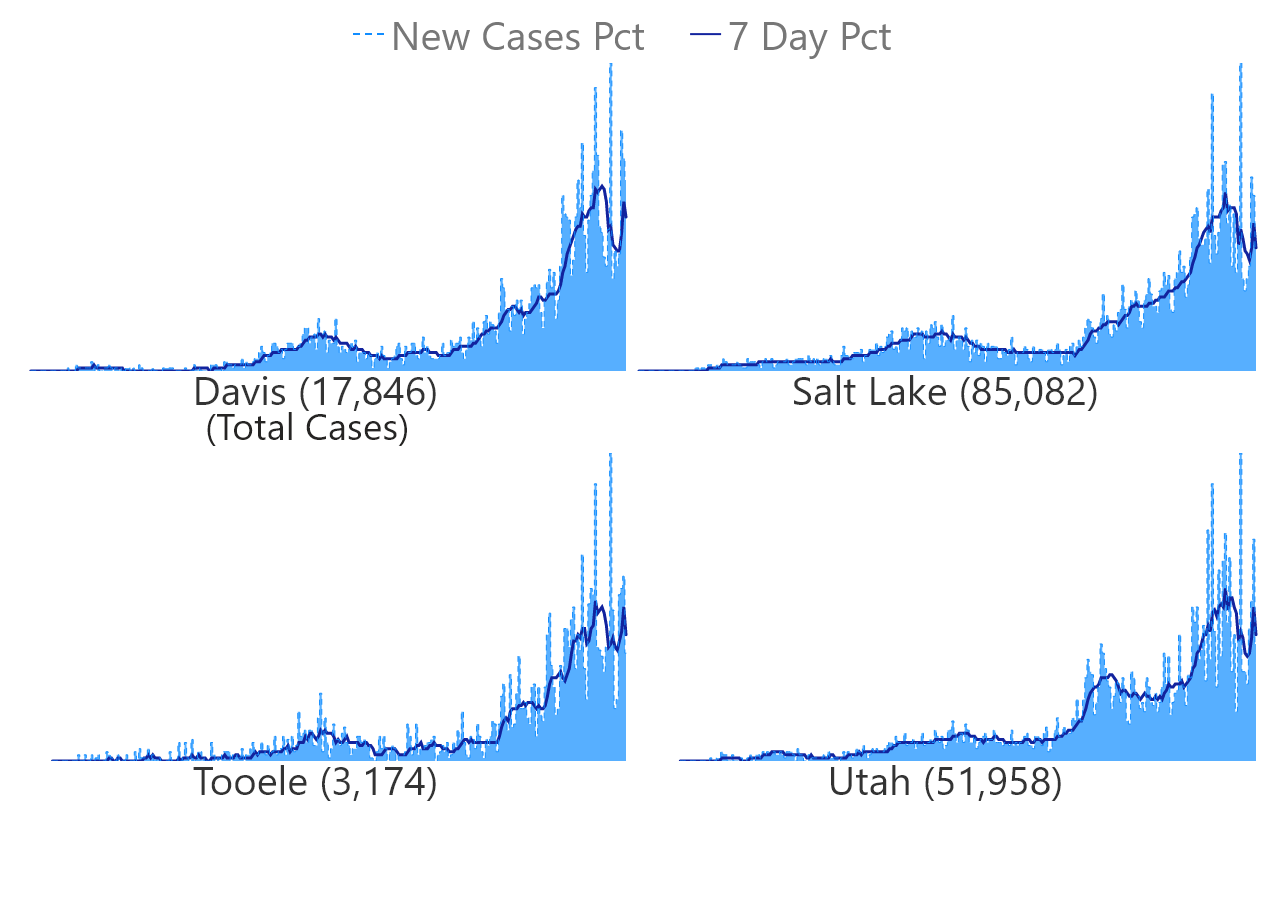 New Cases Pct 7 Day Pct
Davis (17,846)
(Total Cases)
Salt Lake (85,082)
Tooele (3,174)
Utah (51,958)